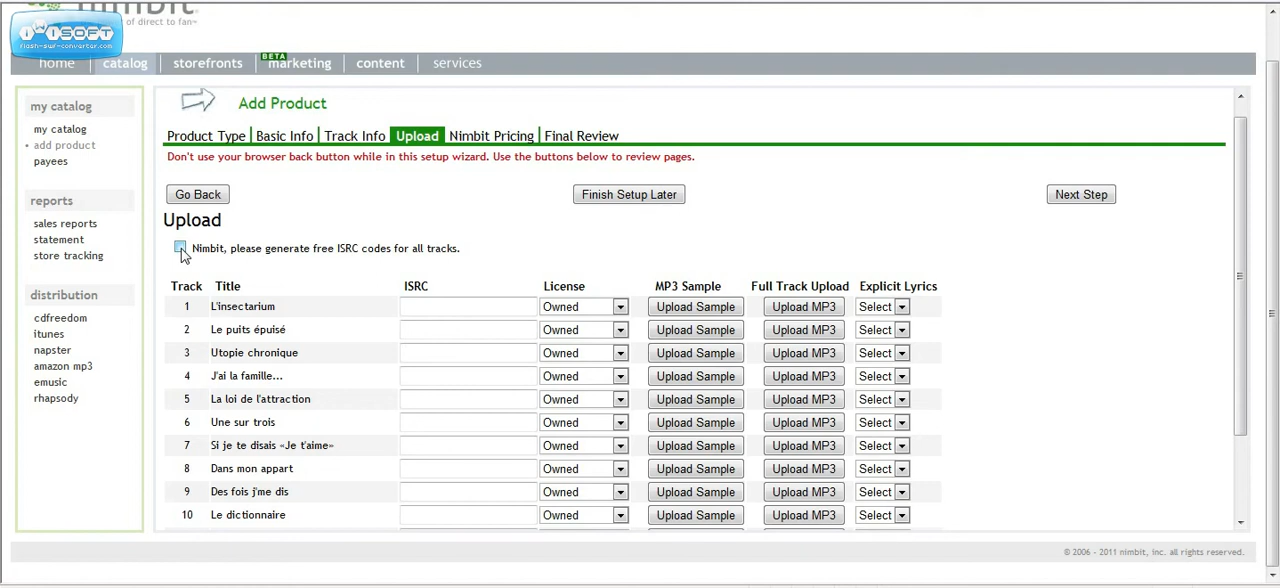 nimbit
of direct to fan™
iWiSOFT
flash-swf-converter.com
BETA
home catalog storefronts marketing content services
my catalog
my catalog
add product
payees
reports
sales reports
statement
store tracking
distribution
cdfreedom
itunes
napster
amazon mp3
emusic
rhapsody
Add Product
Product Type Basic Info Track Info Upload Nimbit Pricing Final Review
Don't use your browser back button while in this setup wizard. Use the buttons below to review pages.
Go Back Finish Setup Later Next Step
Upload
Nimbit, please generate free ISRC codes for all tracks.
Track Title ISRC License MP3 Sample Full Track Upload Explicit Lyrics
1 L'insectarium Owned Upload Sample Upload MP3 Select
2 Le puits épuisé Owned Upload Sample Upload MP3 Select
3 Utopie chronique Owned Upload Sample Upload MP3 Select
4 J'ai la famille... Owned Upload Sample Upload MP3 Select
5 La loi de l'attraction Owned Upload Sample Upload MP3 Select
6 Une sur trois Owned Upload Sample Upload MP3 Select
7 Si je te disais «Je t'aime» Owned Upload Sample Upload MP3 Select
8 Dans mon appart Owned Upload Sample Upload MP3 Select
9 Des fois j'me dis Owned Upload Sample Upload MP3 Select
10 Le dictionnaire Owned Upload Sample Upload MP3 Select
© 2006 - 2011 nimbit, inc. all rights reserved.